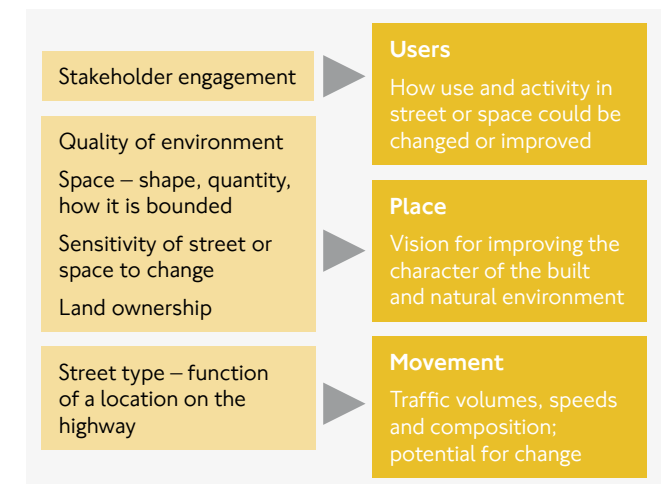 Stakeholder engagement
Users
How use and activity in
street or space could be
changed or improved
Quality of environment
Space – shape, quantity,
how it is bounded
Sensitivity of street or
space to change
Land ownership
Place
Vision for improving the
character of the built
and natural environment
Street type – function
of a location on the
highway
Movement
Traffic volumes, speeds
and composition;
potential for change